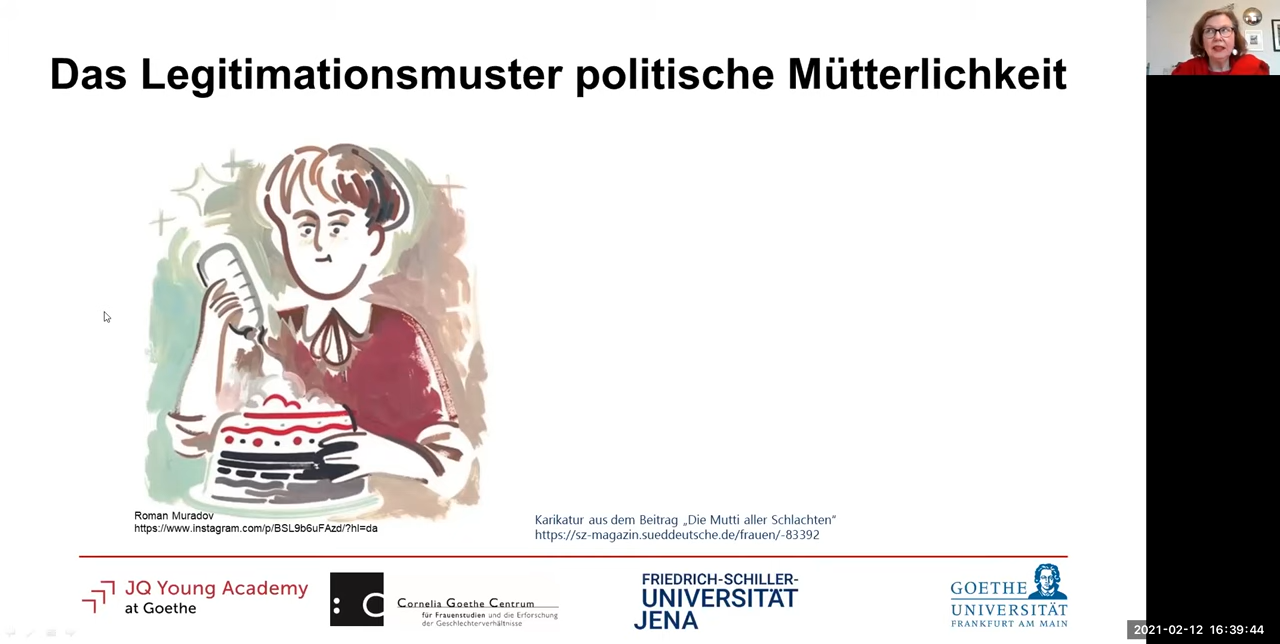 Das Legitimationsmuster politische Mütterlichkeit
Roman Muradov
https://www.instagram.com/p/BSL9b6uFAzd/?hl=da
Karikatur aus dem Beitrag „Die Mutti aller Schlachten“
https://sz-magazin.sueddeutsche.de/frauen/-83392
JQ Young Academy
at Goethe
: C
Cornelia Goethe Centrum
für Frauenstudien und die Erforschung
der Geschlechterverhältnisse
FRIEDRICH-SCHILLER-
UNIVERSITÄT
JENA
GOETHE
UNIVERSITÄT
FRANKFURT AM MAIN
2021-02-12 16:39:44